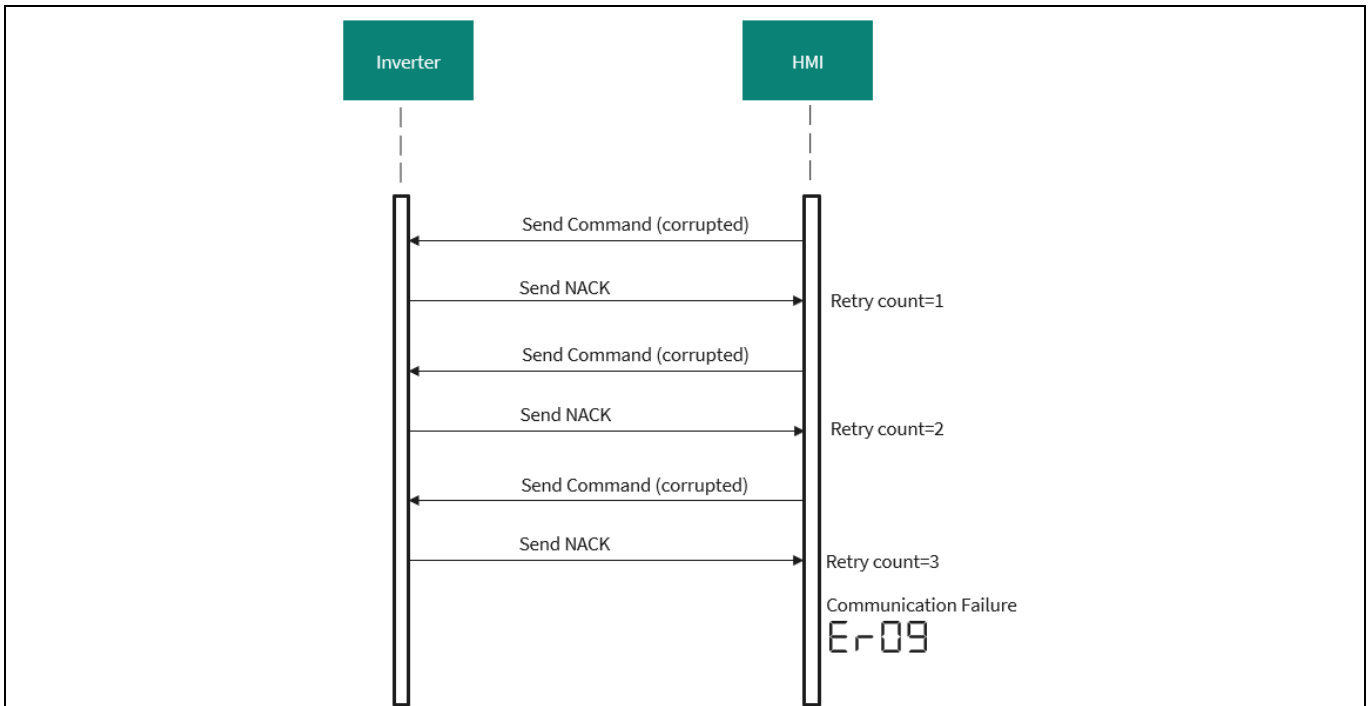 Inverter
HMI
Send Command (corrupted)
Send NACK
Retry count=1
Send Command (corrupted)
Send NACK
Retry count=2
Send Command (corrupted)
Send NACK
Retry count=3
Communication Failure
Er09